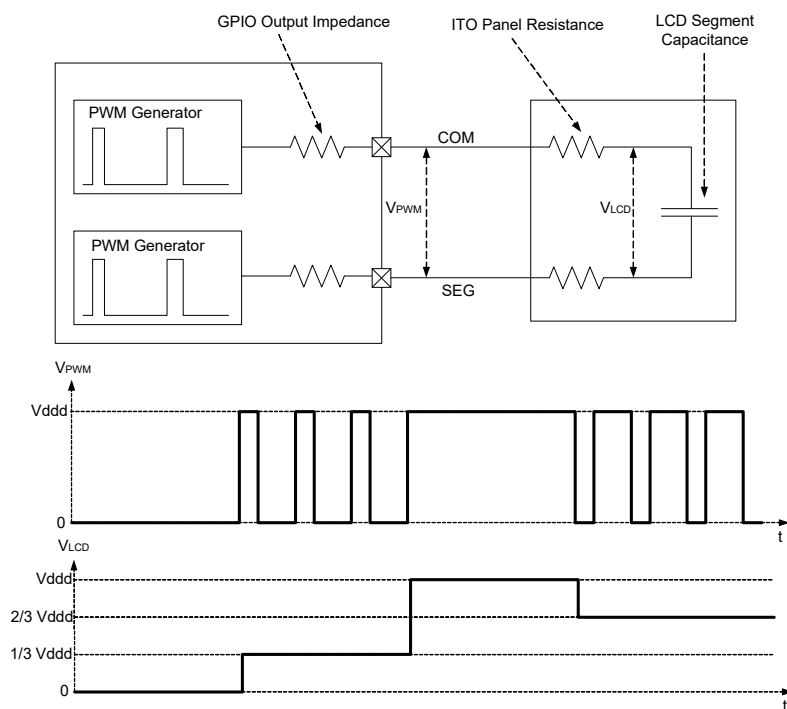 GPIO Output Impedance
ITO Panel Resistance
LCD Segment
Capacitance
PWM Generator
COM
VPWM
VLCD
PWM Generator
SEG
VPWM
Vddd
0
t
VLCD
Vddd
2/3 Vddd
1/3 Vddd
0
t